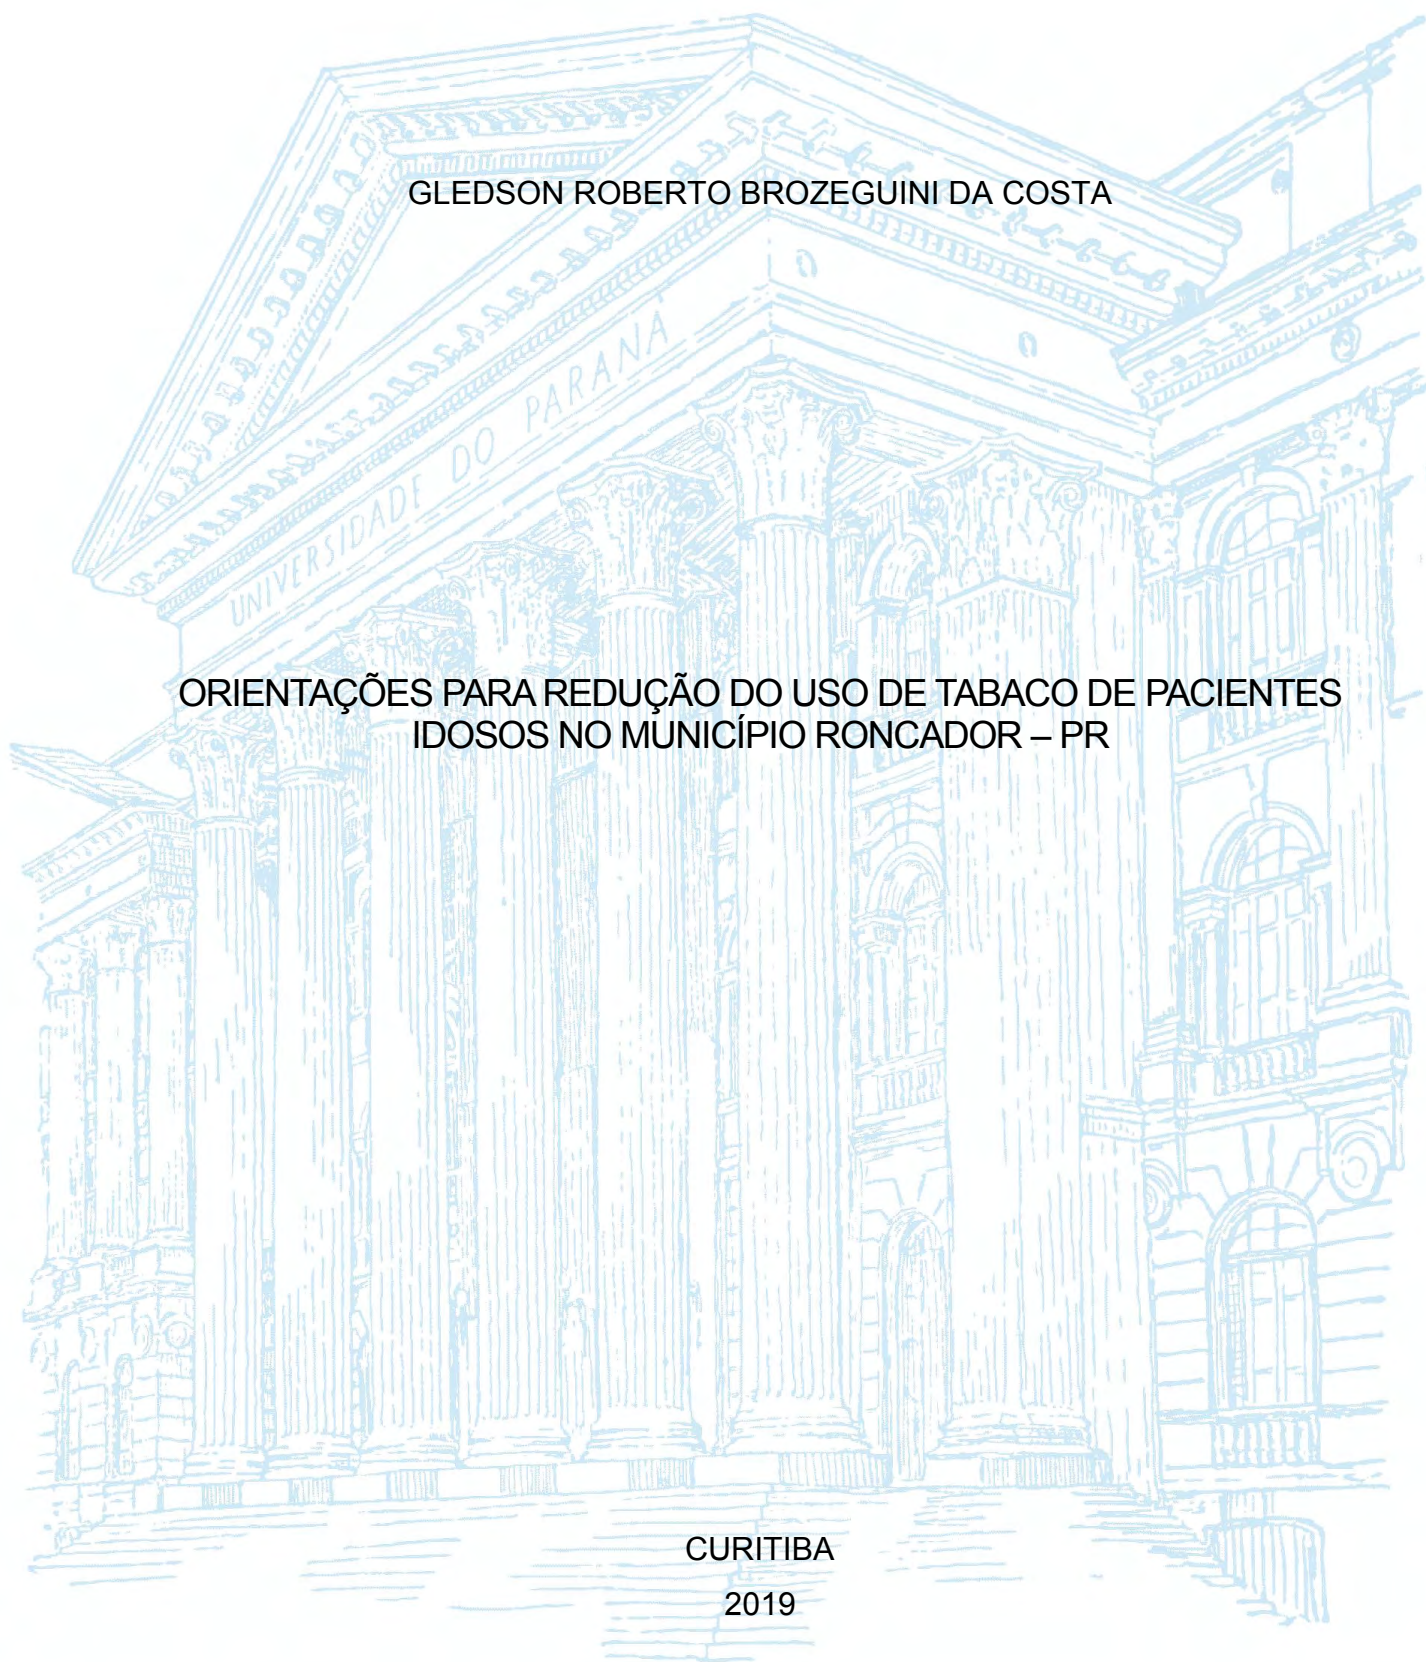 GLEDSON ROBERTO BROZEGUINI DA COSTA
UNIVERSIDADE DO PARANÁ
ORIENTAÇÕES PARA REDUÇÃO DO USO DE TABACO DE PACIENTES
IDOSOS NO MUNICÍPIO RONCADOR – PR
CURITIBA
2019